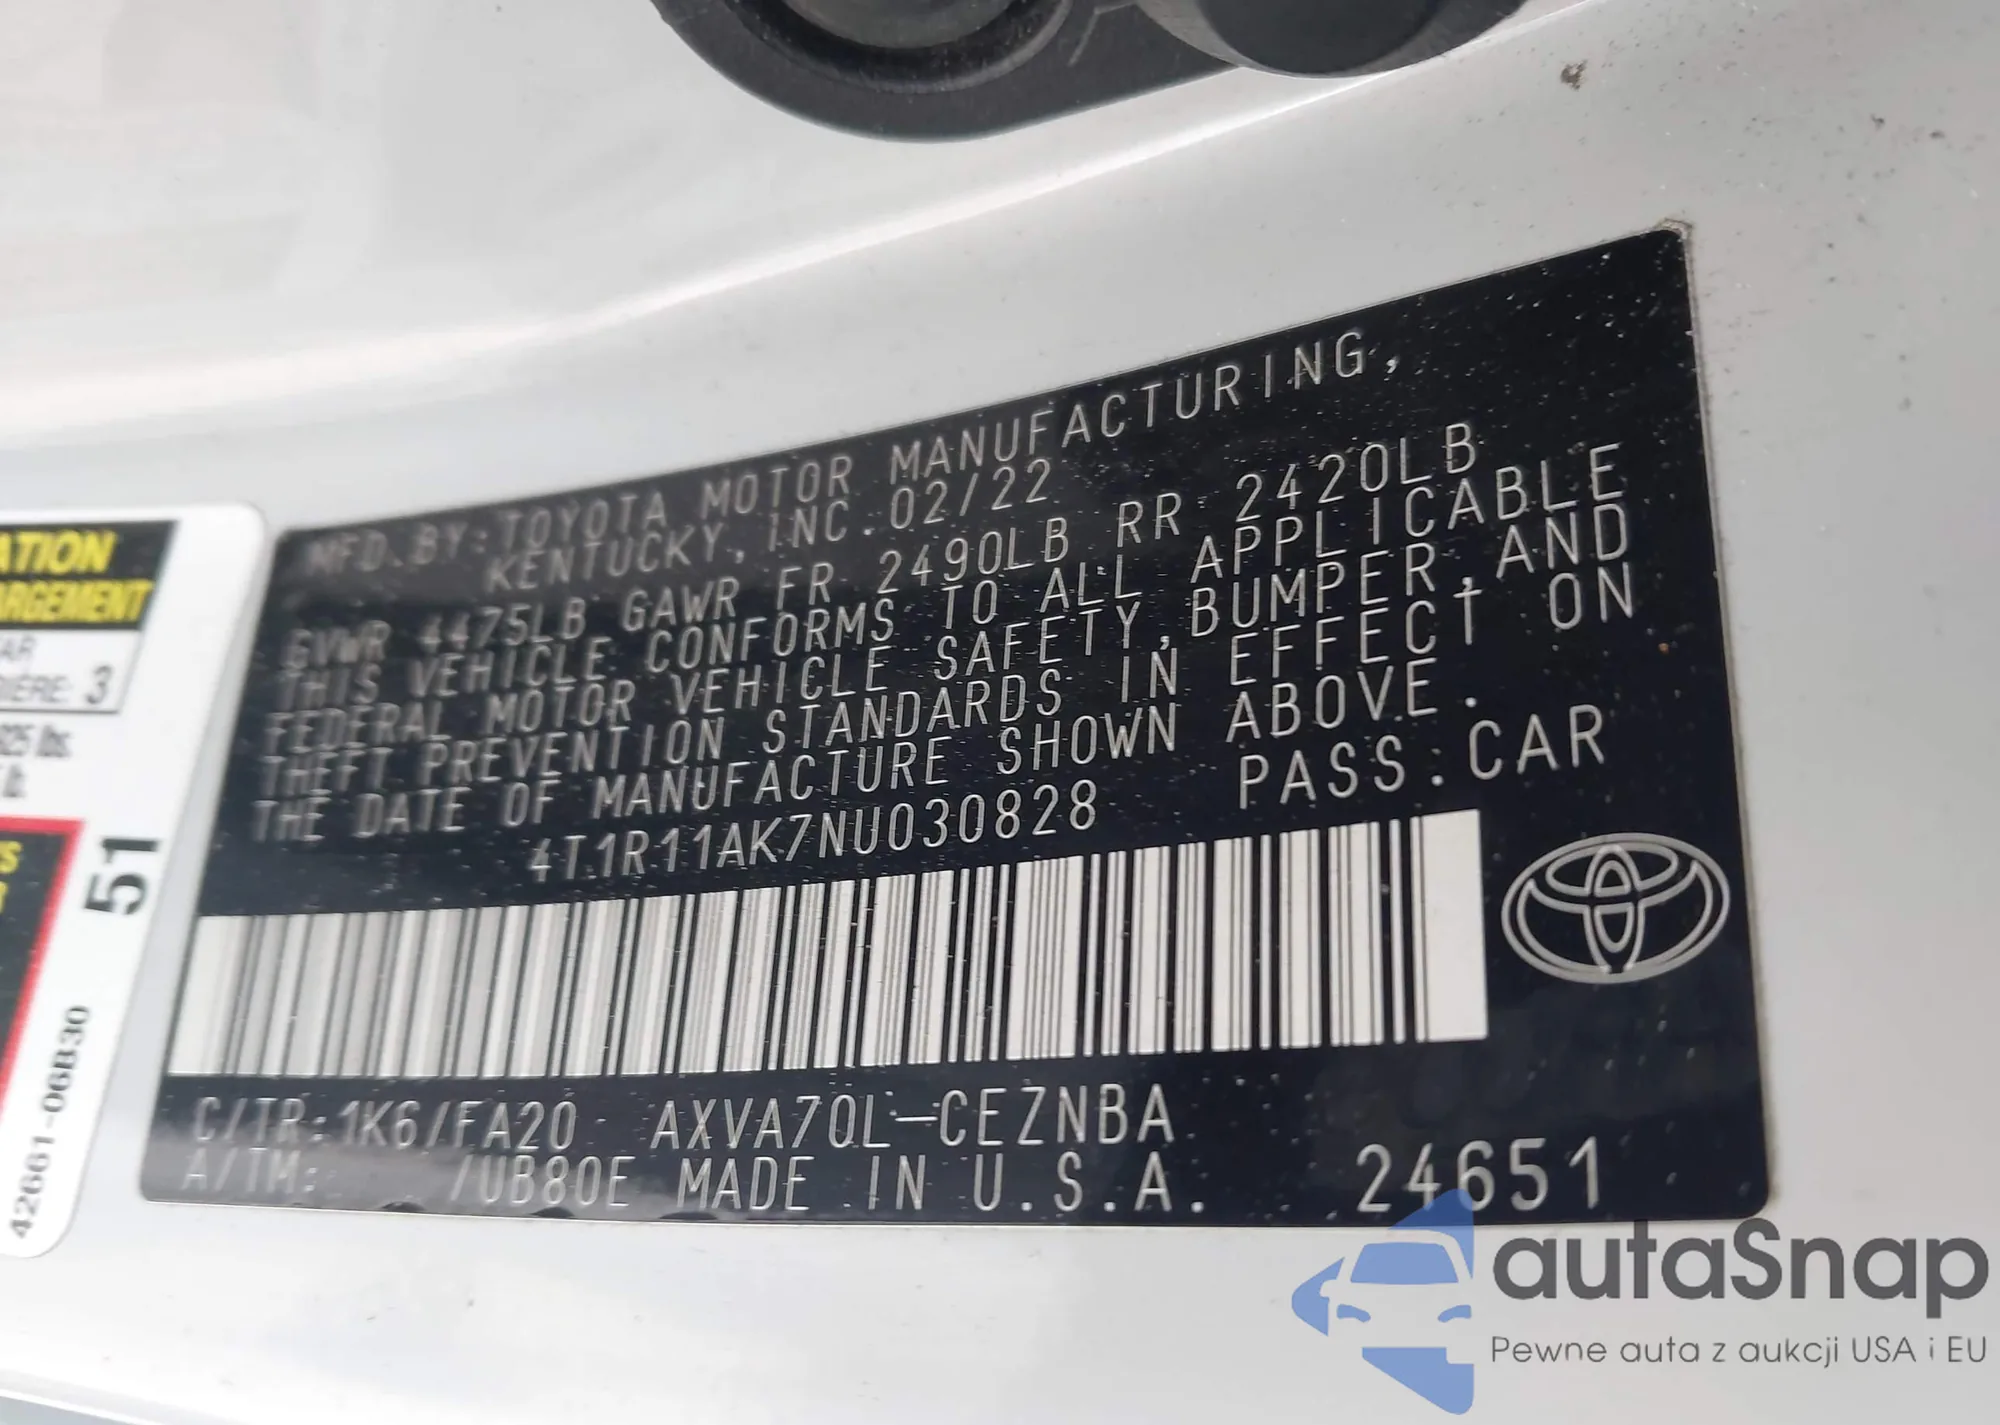 MFD. BY: TOYOTA MOTOR MANUFACTURING,
KENTUCKY, INC. 02/22
GVWR 4475LB GAWR FR 2490LB RR 2420LB
THIS VEHICLE CONFORMS TO ALL APPLICABLE
FEDERAL MOTOR VEHICLE SAFETY, BUMPER, AND
THEFT PREVENTION STANDARDS IN EFFECT ON
THE DATE OF MANUFACTURE SHOWN ABOVE.
4T1R11AK7NU030828 PASS. CAR
C/TR: 1K6/FA20 AXVA70L-CEZNBA
A/TM: /UB80E MADE IN U.S.A. 24651
3
lbs.
51
42661-06B30
autaSnap
Pewne auta z aukcji USA i EU